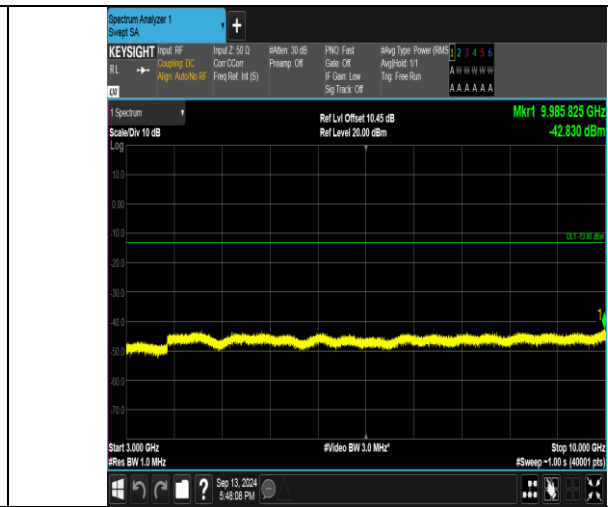 Spectrum Analyzer 1
Swept SA
+
KEYSIGHT Input: RF Input Z: 50 Ω #Atten: 30 dB PNO: Fast #Avg Type: Power (RMS 1 2 3 4 5 6
RL Coupling: DC Corr CCorr Preamp: Off Gate: Off Avg|Hold: 1/1 A W W W W W
Align: Auto/No RF Freq Ref: Int (S) IF Gain: Low Trig: Free Run
LXI Sig Track: Off A A A A A A
1 Spectrum Ref Lvl Offset 10.45 dB Mkr1 9.985 825 GHz
Scale/Div 10 dB Ref Level 20.00 dBm -42.830 dBm
Log
10.0
0.00
-10.0
DL1 -13.00 dBm
-20.0
-30.0
-40.0
1
-50.0
-60.0
-70.0
Start 3.000 GHz #Video BW 3.0 MHz* Stop 10.000 GHz
#Res BW 1.0 MHz #Sweep ~1.00 s (40001 pts)
? Sep 13, 2024
5:48:08 PM